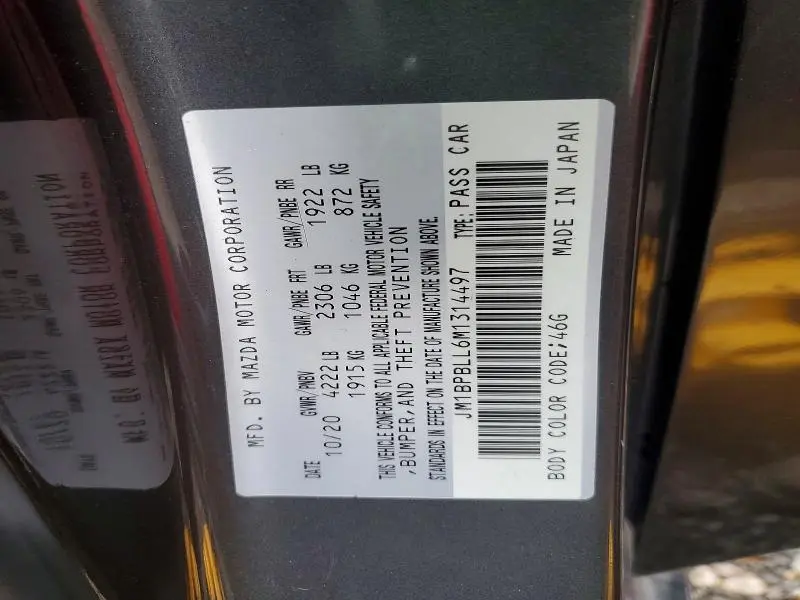 MFD. BY MAZDA MOTOR CORPORATION
DATE GVWR/PNBV GAWR/PNBE FRT GAWR/PNBE RR
10/20 4222 LB 2306 LB 1922 LB
1915 KG 1046 KG 872 KG
THIS VEHICLE CONFORMS TO ALL APPLICABLE FEDERAL MOTOR VEHICLE SAFETY
,BUMPER,AND THEFT PREVENTION
STANDARDS IN EFFECT ON THE DATE OF MANUFACTURE SHOWN ABOVE.
JM1BPBLL6M1314497 TYPE: PASS CAR
BODY COLOR CODE:46G MADE IN JAPAN